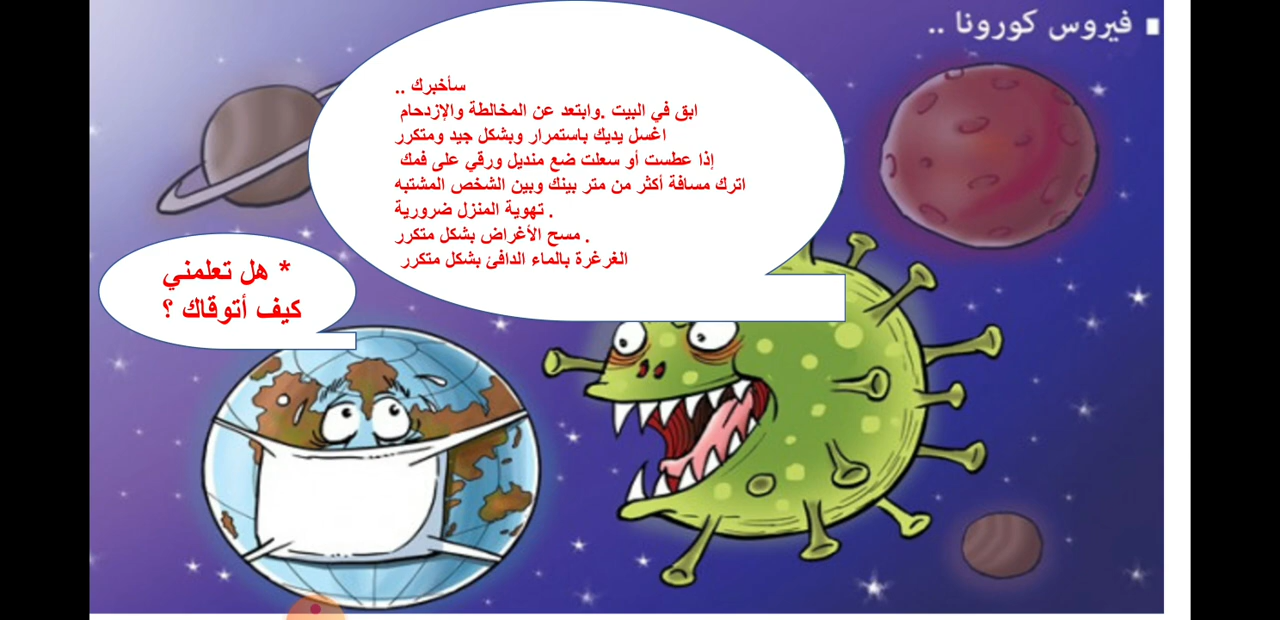 فيروس كورونا ..
* هل تعلمني
كيف أتوقاك ؟
سأخبرك ..
ابق في البيت .وابتعد عن المخالطة والإزدحام
اغسل يديك باستمرار وبشكل جيد ومتكرر
إذا عطست أو سعلت ضع منديل ورقي على فمك
اترك مسافة أكثر من متر بينك وبين الشخص المشتبه
تهوية المنزل ضرورية .
مسح الأغراض بشكل متكرر .
الغرغرة بالماء الدافئ بشكل متكرر